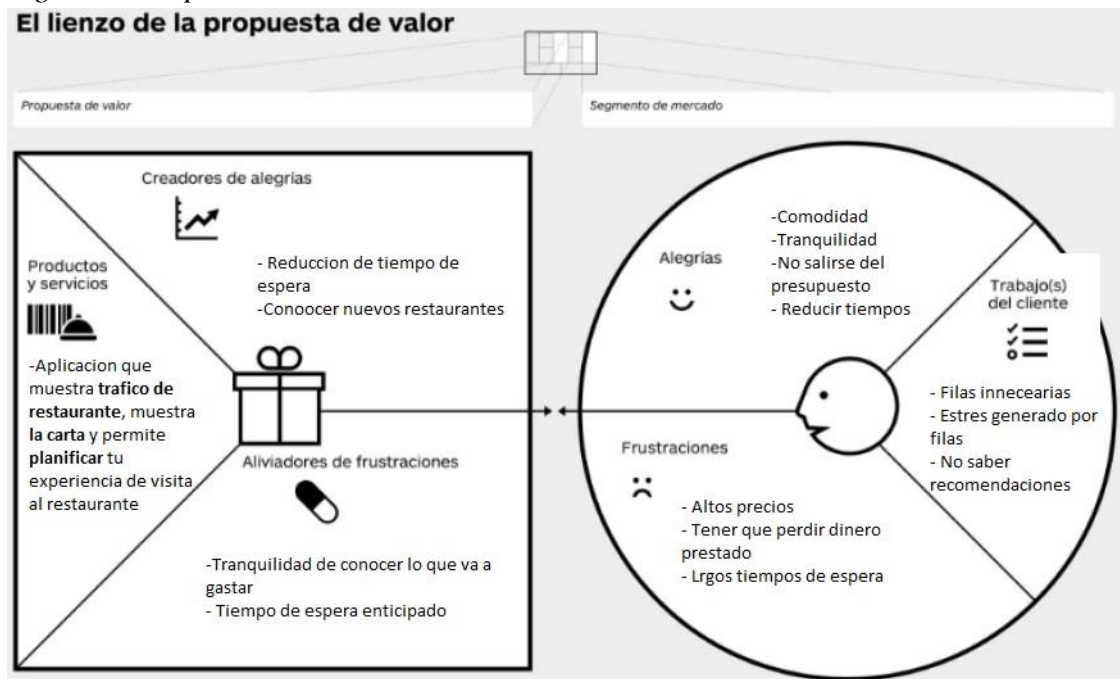 El lienzo de la propuesta de valor
Propuesta de valor
Segmento de mercado
Creadores de alegrías
- Reduccion de tiempo de
espera
-Conoocer nuevos restaurantes
Productos
y servicios
-Aplicacion que
muestra trafico de
restaurante, muestra
la carta y permite
planificar tu
experiencia de visita
al restaurante
Aliviadores de frustraciones
-Tranquilidad de conocer lo que va a
gastar
- Tiempo de espera enticipado
Alegrías
-Comodidad
-Tranquilidad
-No salirse del
presupuesto
- Reducir tiempos
Frustraciones
- Altos precios
- Tener que perdir dinero
prestado
- Lrgos tiempos de espera
Trabajo(s)
del cliente
- Filas innecearias
- Estres generado por
filas
- No saber
recomendaciones